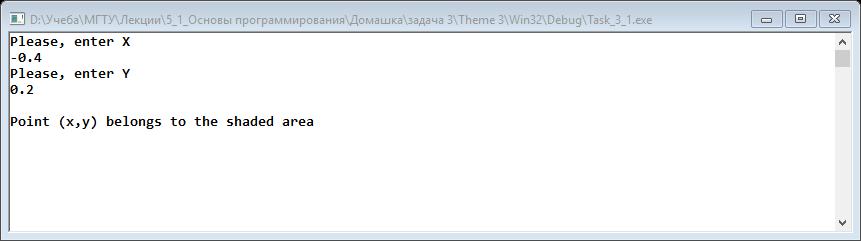 D:\Учеба\МГТУ\Лекции\5_1_Основы программирования\Домашка\задача 3\Theme 3\Win32\Debug\Task_3_1.exe
Please, enter X
-0.4
Please, enter Y
0.2
Point (x,y) belongs to the shaded area